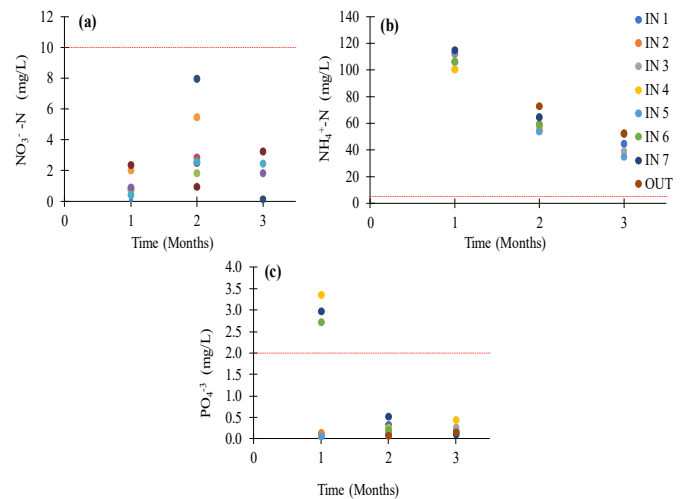 (a)
NO₃⁻ -N (mg/L)
12
10
8
6
4
2
0
0
1
2
3
Time (Months)
(b)
NH₄⁺-N (mg/L)
140
120
100
80
60
40
20
0
0
1
2
3
Time (Months)
IN 1
IN 2
IN 3
IN 4
IN 5
IN 6
IN 7
OUT
(c)
PO₄⁻³ (mg/L)
4.0
3.5
3.0
2.5
2.0
1.5
1.0
0.5
0.0
0
1
2
3
Time (Months)